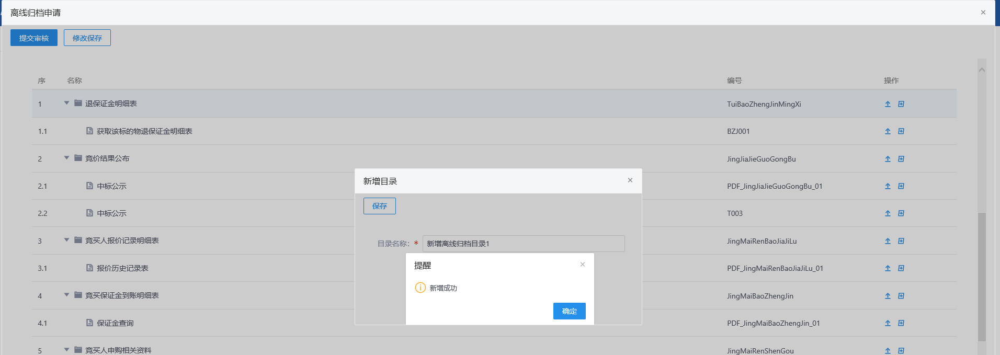 离线归档申请
提交审核 修改保存
序 名称 编号 操作
1 退保证金明细表 TuiBaoZhengJinMingXi
1.1 获取该标的物退保证金明细表 BZJ001
2 竞价结果公布 JingJiaJieGuoGongBu
2.1 中标公示 PDF_JingJiaJieGuoGongBu_01
2.2 中标公示 T003
3 竞买人报价记录明细表 JingMaiRenBaoJiaJiLu
3.1 报价历史记录表 PDF_JingMaiRenBaoJiaJiLu_01
4 竞买保证金到账明细表 JingMaiBaoZhengJin
4.1 保证金查询 PDF_JingMaiBaoZhengJin_01
5 竞买人申购相关资料 JingMaiRenShenGou
新增目录
保存
目录名称: * 新增离线归档目录1
提醒
新增成功
确定